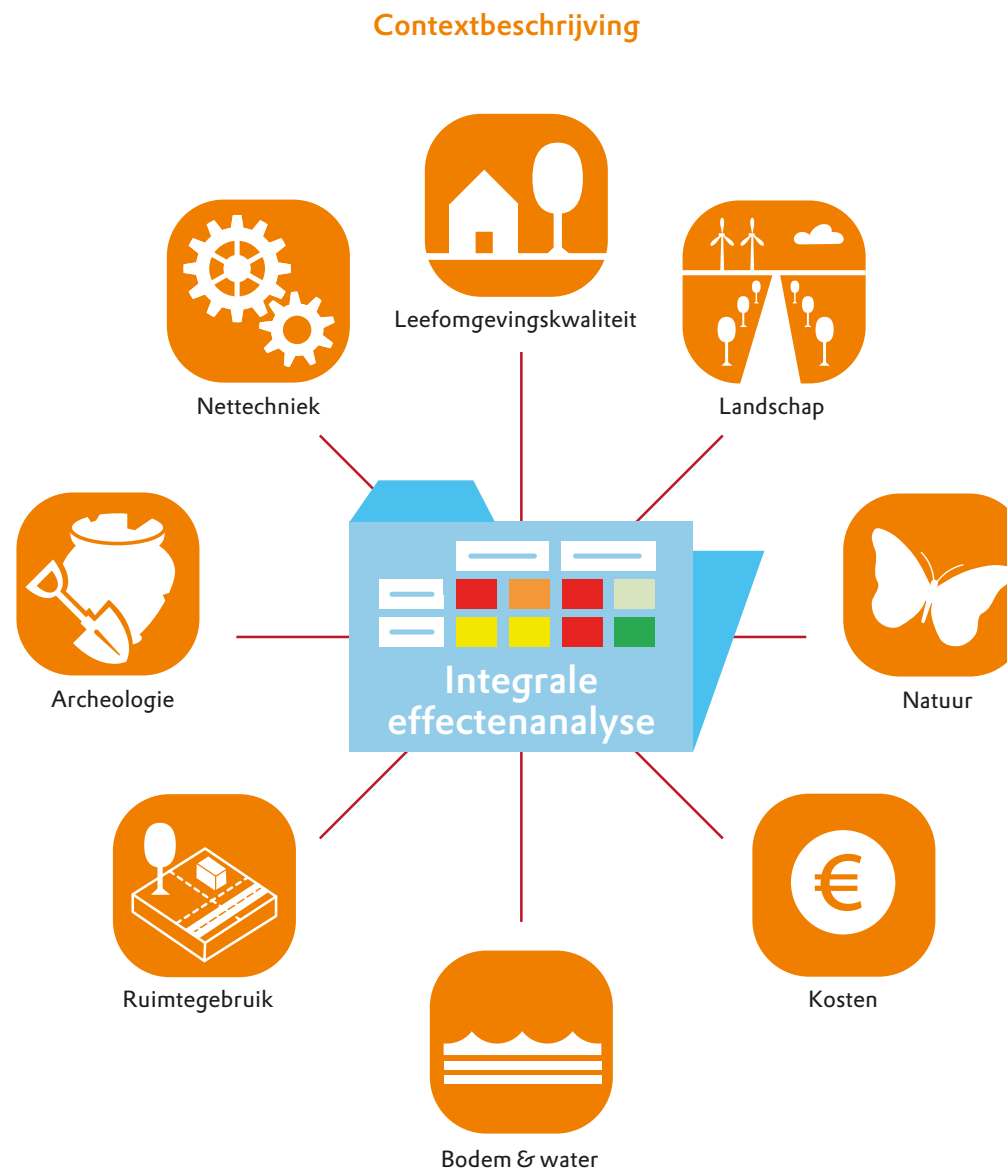 Contextbeschrijving
Leefomgevingskwaliteit
Nettechniek
Landschap
Archeologie
Integrale
effectenanalyse
Natuur
Ruimtegebruik
€
Kosten
Bodem & water